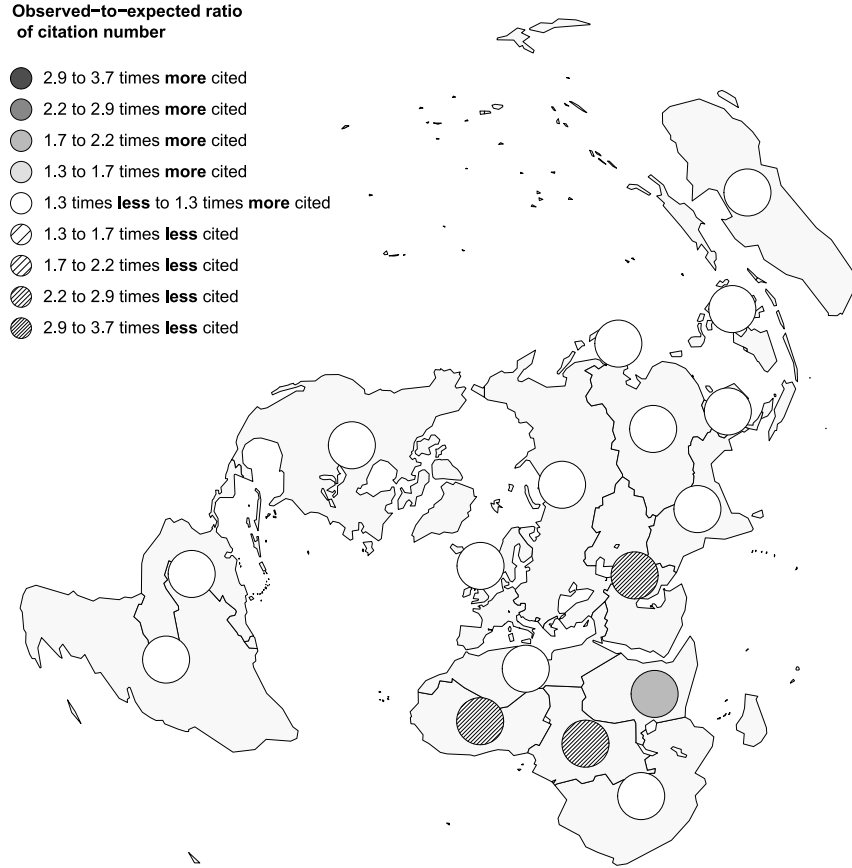 Observed−to−expected ratio
of citation number
2.9 to 3.7 times more cited
2.2 to 2.9 times more cited
1.7 to 2.2 times more cited
1.3 to 1.7 times more cited
1.3 times less to 1.3 times more cited
1.3 to 1.7 times less cited
1.7 to 2.2 times less cited
2.2 to 2.9 times less cited
2.9 to 3.7 times less cited